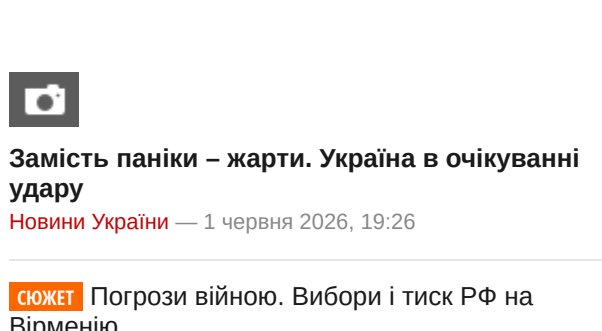 Замість паніки – жарти. Україна в очікуванні
удару
Новини України — 1 червня 2026, 19:26
СЮЖЕТ Погрози війною. Вибори і тиск РФ на
Вірменію